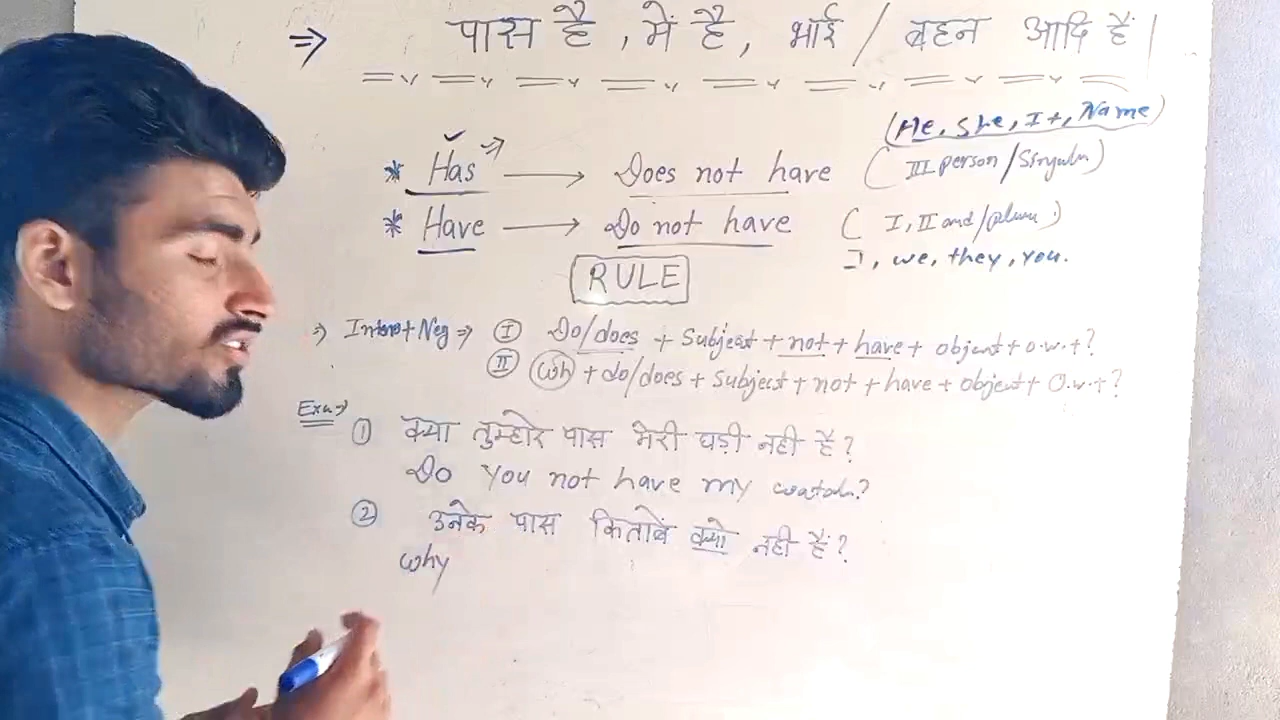 ⇒ पास है, में है, भाई / बहन आदि हैं।
* Has → Does not have (He, She, It, Name)
(III person / Singular)
* Have → Do not have ( I, II and / plural )
I, we, they, you.
RULE
⇒ Intero+Neg ⇒ Ⓘ Do/does + Subject + not + have + object + o.w. + ?
Ⅱ Wh + do/does + subject + not + have + object + O.w. + ?
Exa ⇒
① क्या तुम्हारे पास मेरी घड़ी नही है?
Do you not have my watch?
② उनके पास किताबें क्यो नही हैं?
Why